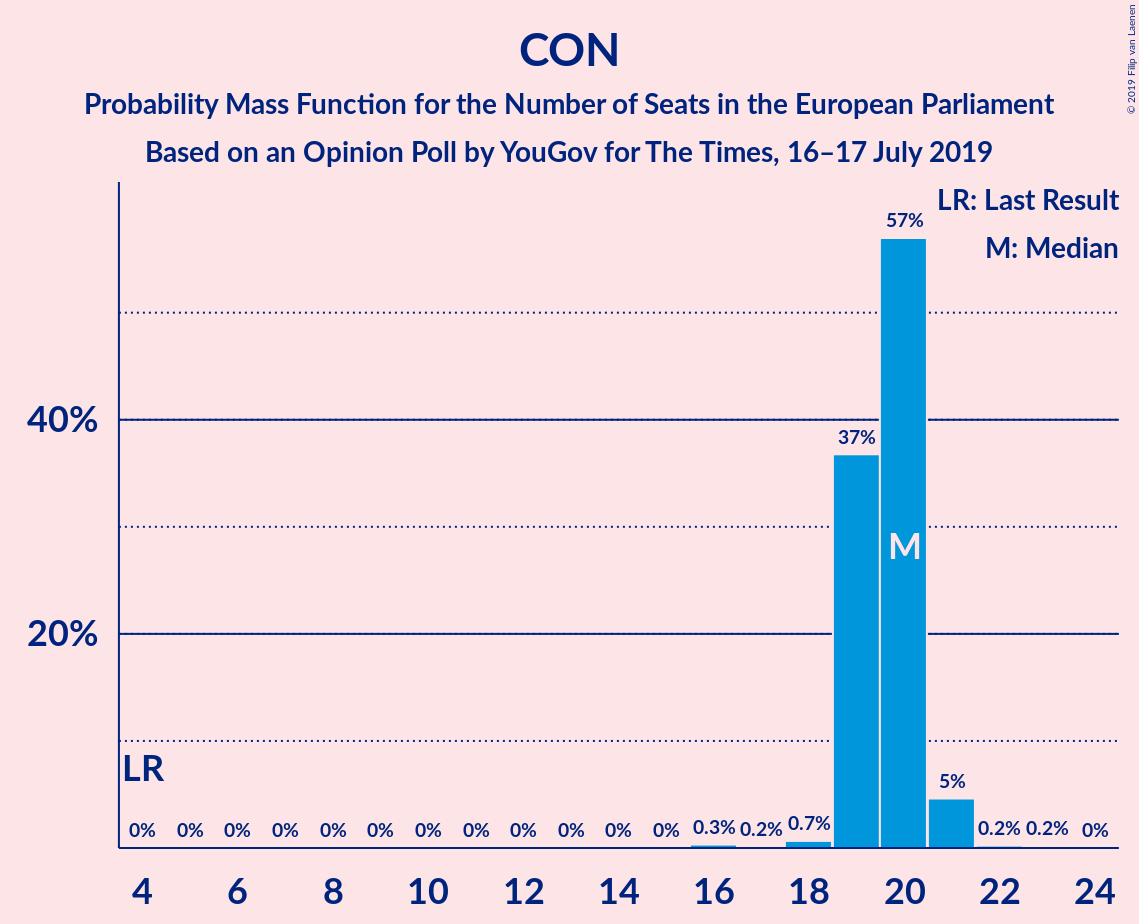 CON
Probability Mass Function for the Number of Seats in the European Parliament
Based on an Opinion Poll by YouGov for The Times, 16–17 July 2019
© 2019 Filip van Laenen
LR: Last Result
M: Median
57%
40%
37%
M
20%
LR
5%
0% 0% 0% 0% 0% 0% 0% 0% 0% 0% 0% 0% 0.3% 0.2% 0.7% 0.2% 0.2% 0%
4 6 8 10 12 14 16 18 20 22 24